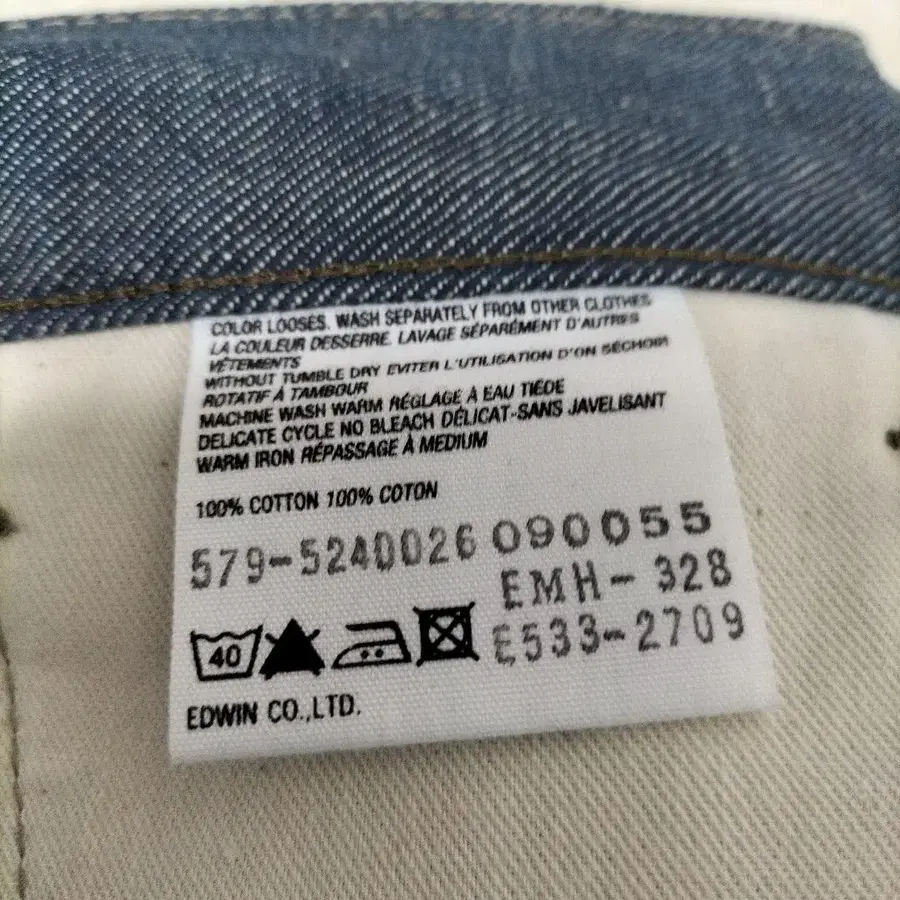 COLOR LOOSES. WASH SEPARATELY FROM OTHER CLOTHES
LA COULEUR DESSERRE. LAVAGE SÉPARÉMENT D'AUTRES
VÊTEMENTS
WITHOUT TUMBLE DRY EVITER L'UTILISATION D'ON SÉCHOIR
ROTATIF À TAMBOUR
MACHINE WASH WARM RÉGLAGE À EAU TIÈDE
DELICATE CYCLE NO BLEACH DÉLICAT-SANS JAVELISANT
WARM IRON RÉPASSAGE À MEDIUM
100% COTTON 100% COTON
579-5240026 090055
EMH-328
40 E533-2709
EDWIN CO.,LTD.